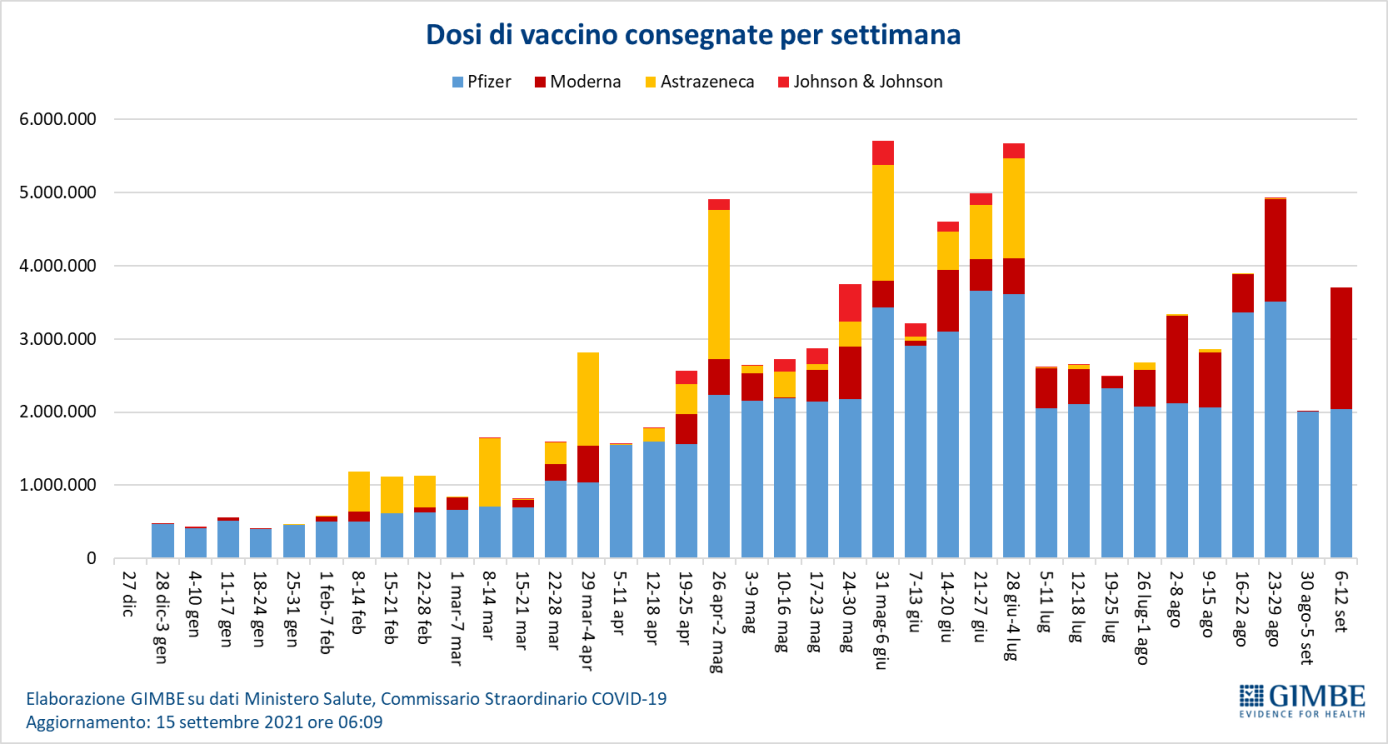 Dosi di vaccino consegnate per settimana
Pfizer Moderna Astrazeneca Johnson & Johnson
6.000.000
5.000.000
4.000.000
3.000.000
2.000.000
1.000.000
0
27 dic
28 dic-3 gen
4-10 gen
11-17 gen
18-24 gen
25-31 gen
1 feb-7 feb
8-14 feb
15-21 feb
22-28 feb
1 mar-7 mar
8-14 mar
15-21 mar
22-28 mar
29 mar-4 apr
5-11 apr
12-18 apr
19-25 apr
26 apr-2 mag
3-9 mag
10-16 mag
17-23 mag
24-30 mag
31 mag-6 giu
7-13 giu
14-20 giu
21-27 giu
28 giu-4 lug
5-11 lug
12-18 lug
19-25 lug
26 lug-1 ago
2-8 ago
9-15 ago
16-22 ago
23-29 ago
30 ago-5 set
6-12 set
Elaborazione GIMBE su dati Ministero Salute, Commissario Straordinario COVID-19
Aggiornamento: 15 settembre 2021 ore 06:09
GIMBE
EVIDENCE FOR HEALTH